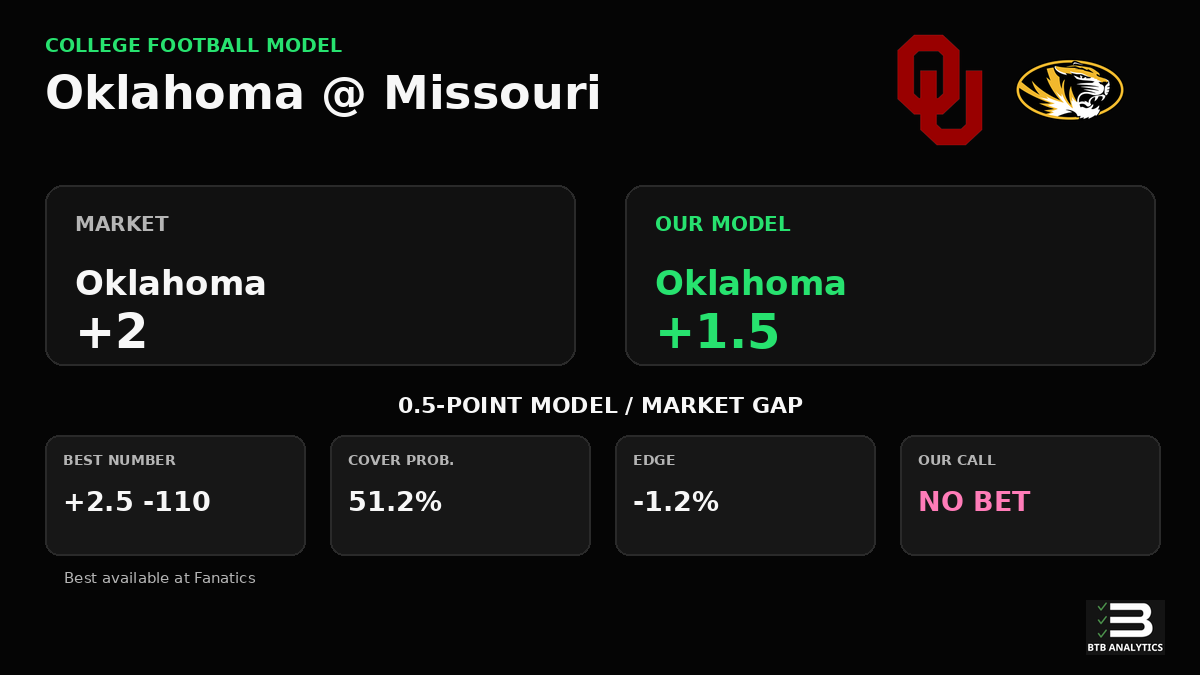 COLLEGE FOOTBALL MODEL
Oklahoma @ Missouri
OU
MARKET
Oklahoma
+2
OUR MODEL
Oklahoma
+1.5
0.5-POINT MODEL / MARKET GAP
BEST NUMBER
+2.5 -110
COVER PROB.
51.2%
EDGE
-1.2%
OUR CALL
NO BET
Best available at Fanatics
B
BTB ANALYTICS